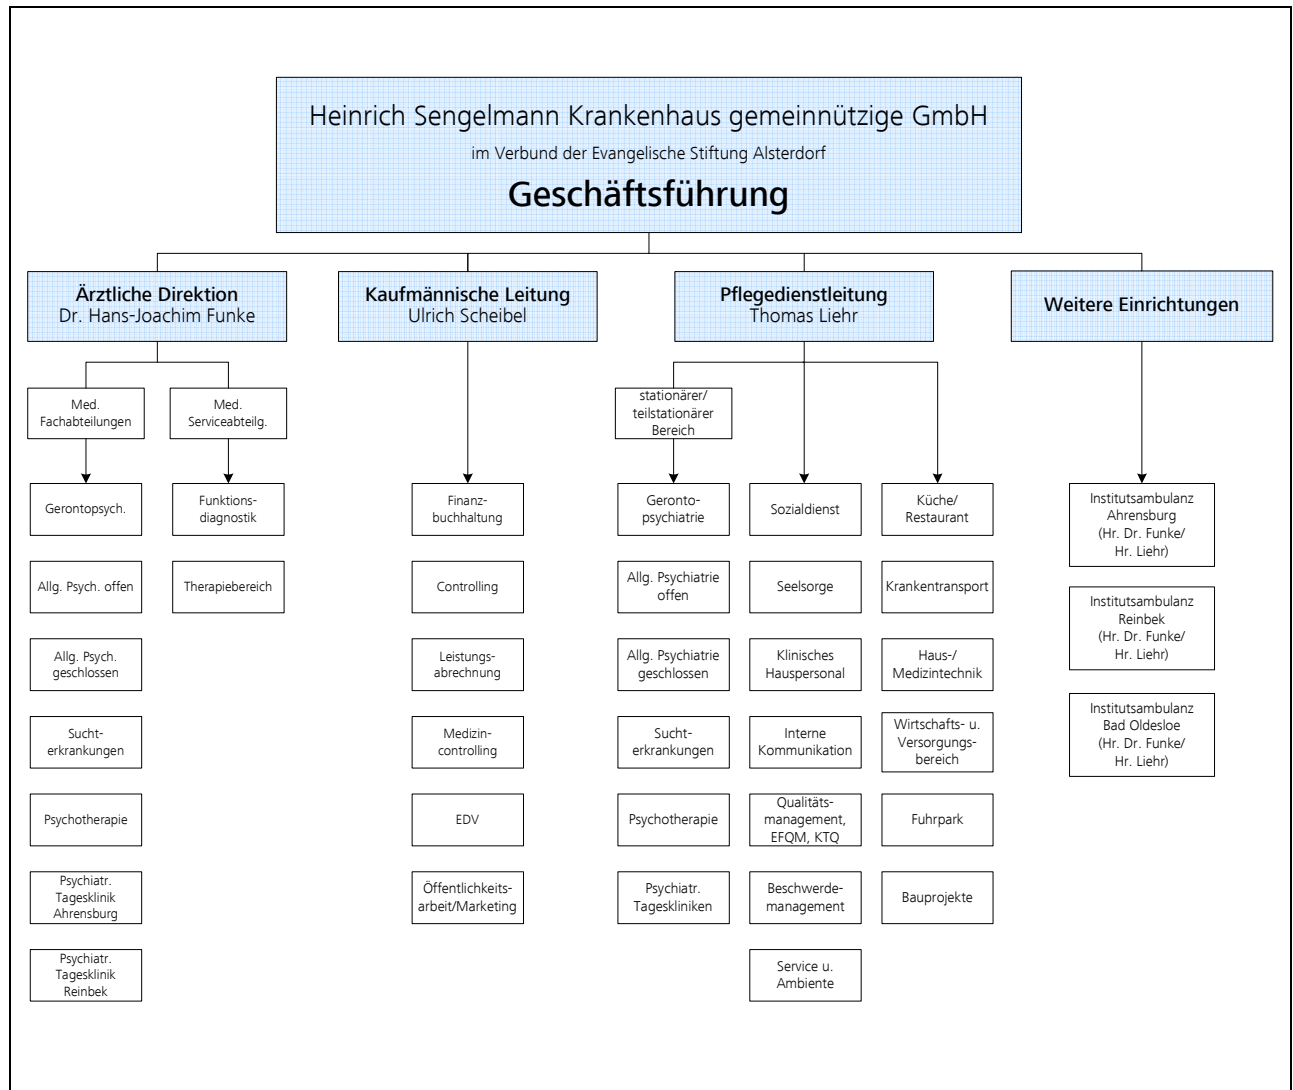 Heinrich Sengelmann Krankenhaus gemeinnützige GmbH
im Verbund der Evangelische Stiftung Alsterdorf
Geschäftsführung
Ärztliche Direktion
Dr. Hans-Joachim Funke
Kaufmännische Leitung
Ulrich Scheibel
Pflegedienstleitung
Thomas Liehr
Weitere Einrichtungen
Med.
Fachabteilungen
Med.
Serviceabteilg.
stationärer/
teilstationärer
Bereich
Gerontopsych.
Allg. Psych. offen
Allg. Psych.
geschlossen
Sucht-
erkrankungen
Psychotherapie
Psychiatr.
Tagesklinik
Ahrensburg
Psychiatr.
Tagesklinik
Reinbek
Funktions-
diagnostik
Therapiebereich
Finanz-
buchhaltung
Controlling
Leistungs-
abrechnung
Medizin-
controlling
EDV
Öffentlichkeits-
arbeit/Marketing
Geronto-
psychiatrie
Allg. Psychiatrie
offen
Allg. Psychiatrie
geschlossen
Sucht-
erkrankungen
Psychotherapie
Psychiatr.
Tageskliniken
Sozialdienst
Seelsorge
Klinisches
Hauspersonal
Interne
Kommunikation
Qualitäts-
management,
EFQM, KTQ
Beschwerde-
management
Service u.
Ambiente
Küche/
Restaurant
Krankentransport
Haus-/
Medizintechnik
Wirtschafts- u.
Versorgungs-
bereich
Fuhrpark
Bauprojekte
Institutsambulanz
Ahrensburg
(Hr. Dr. Funke/
Hr. Liehr)
Institutsambulanz
Reinbek
(Hr. Dr. Funke/
Hr. Liehr)
Institutsambulanz
Bad Oldesloe
(Hr. Dr. Funke/
Hr. Liehr)